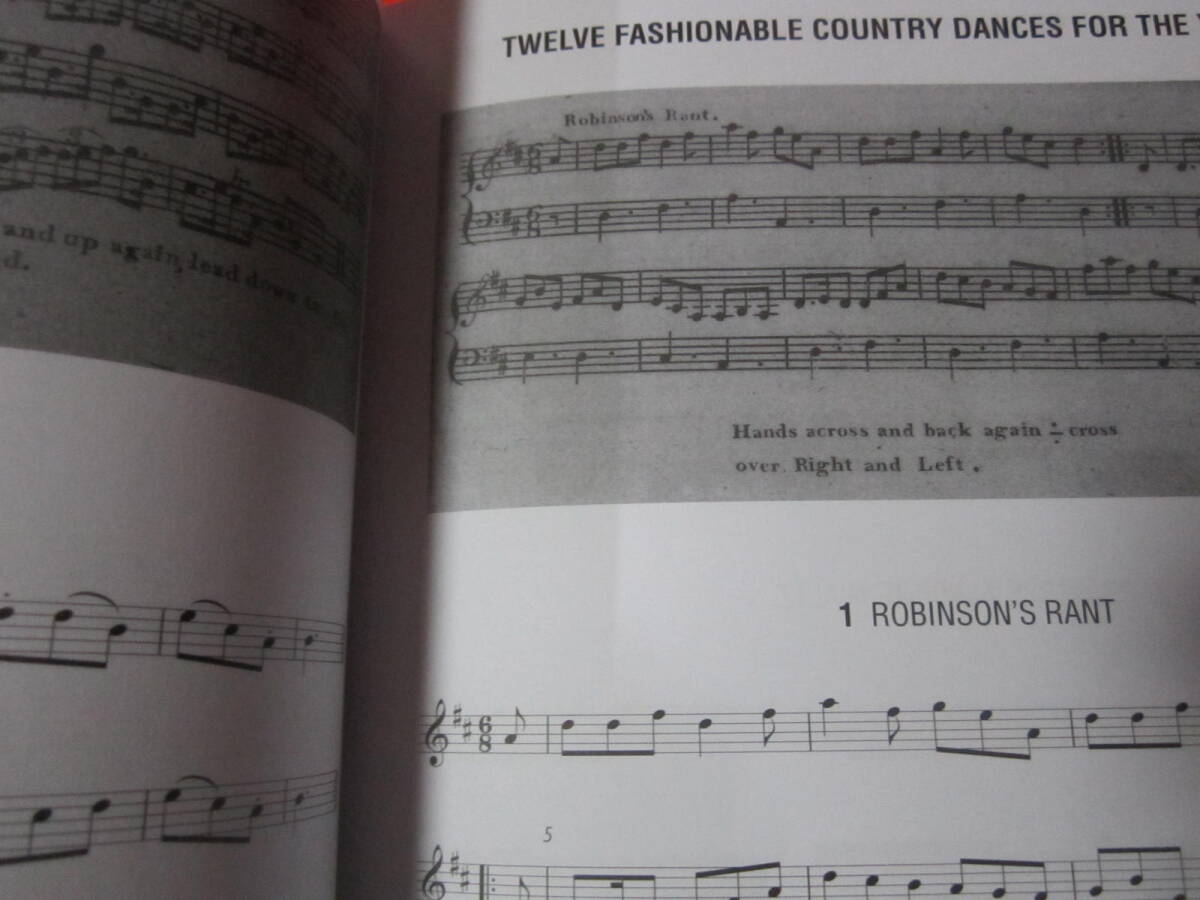 and up again, lead down
d.
TWELVE FASHIONABLE COUNTRY DANCES FOR THE
Robinson's Rant.
Hands across and back again cross
over. Right and Left.
1 ROBINSON'S RANT
5